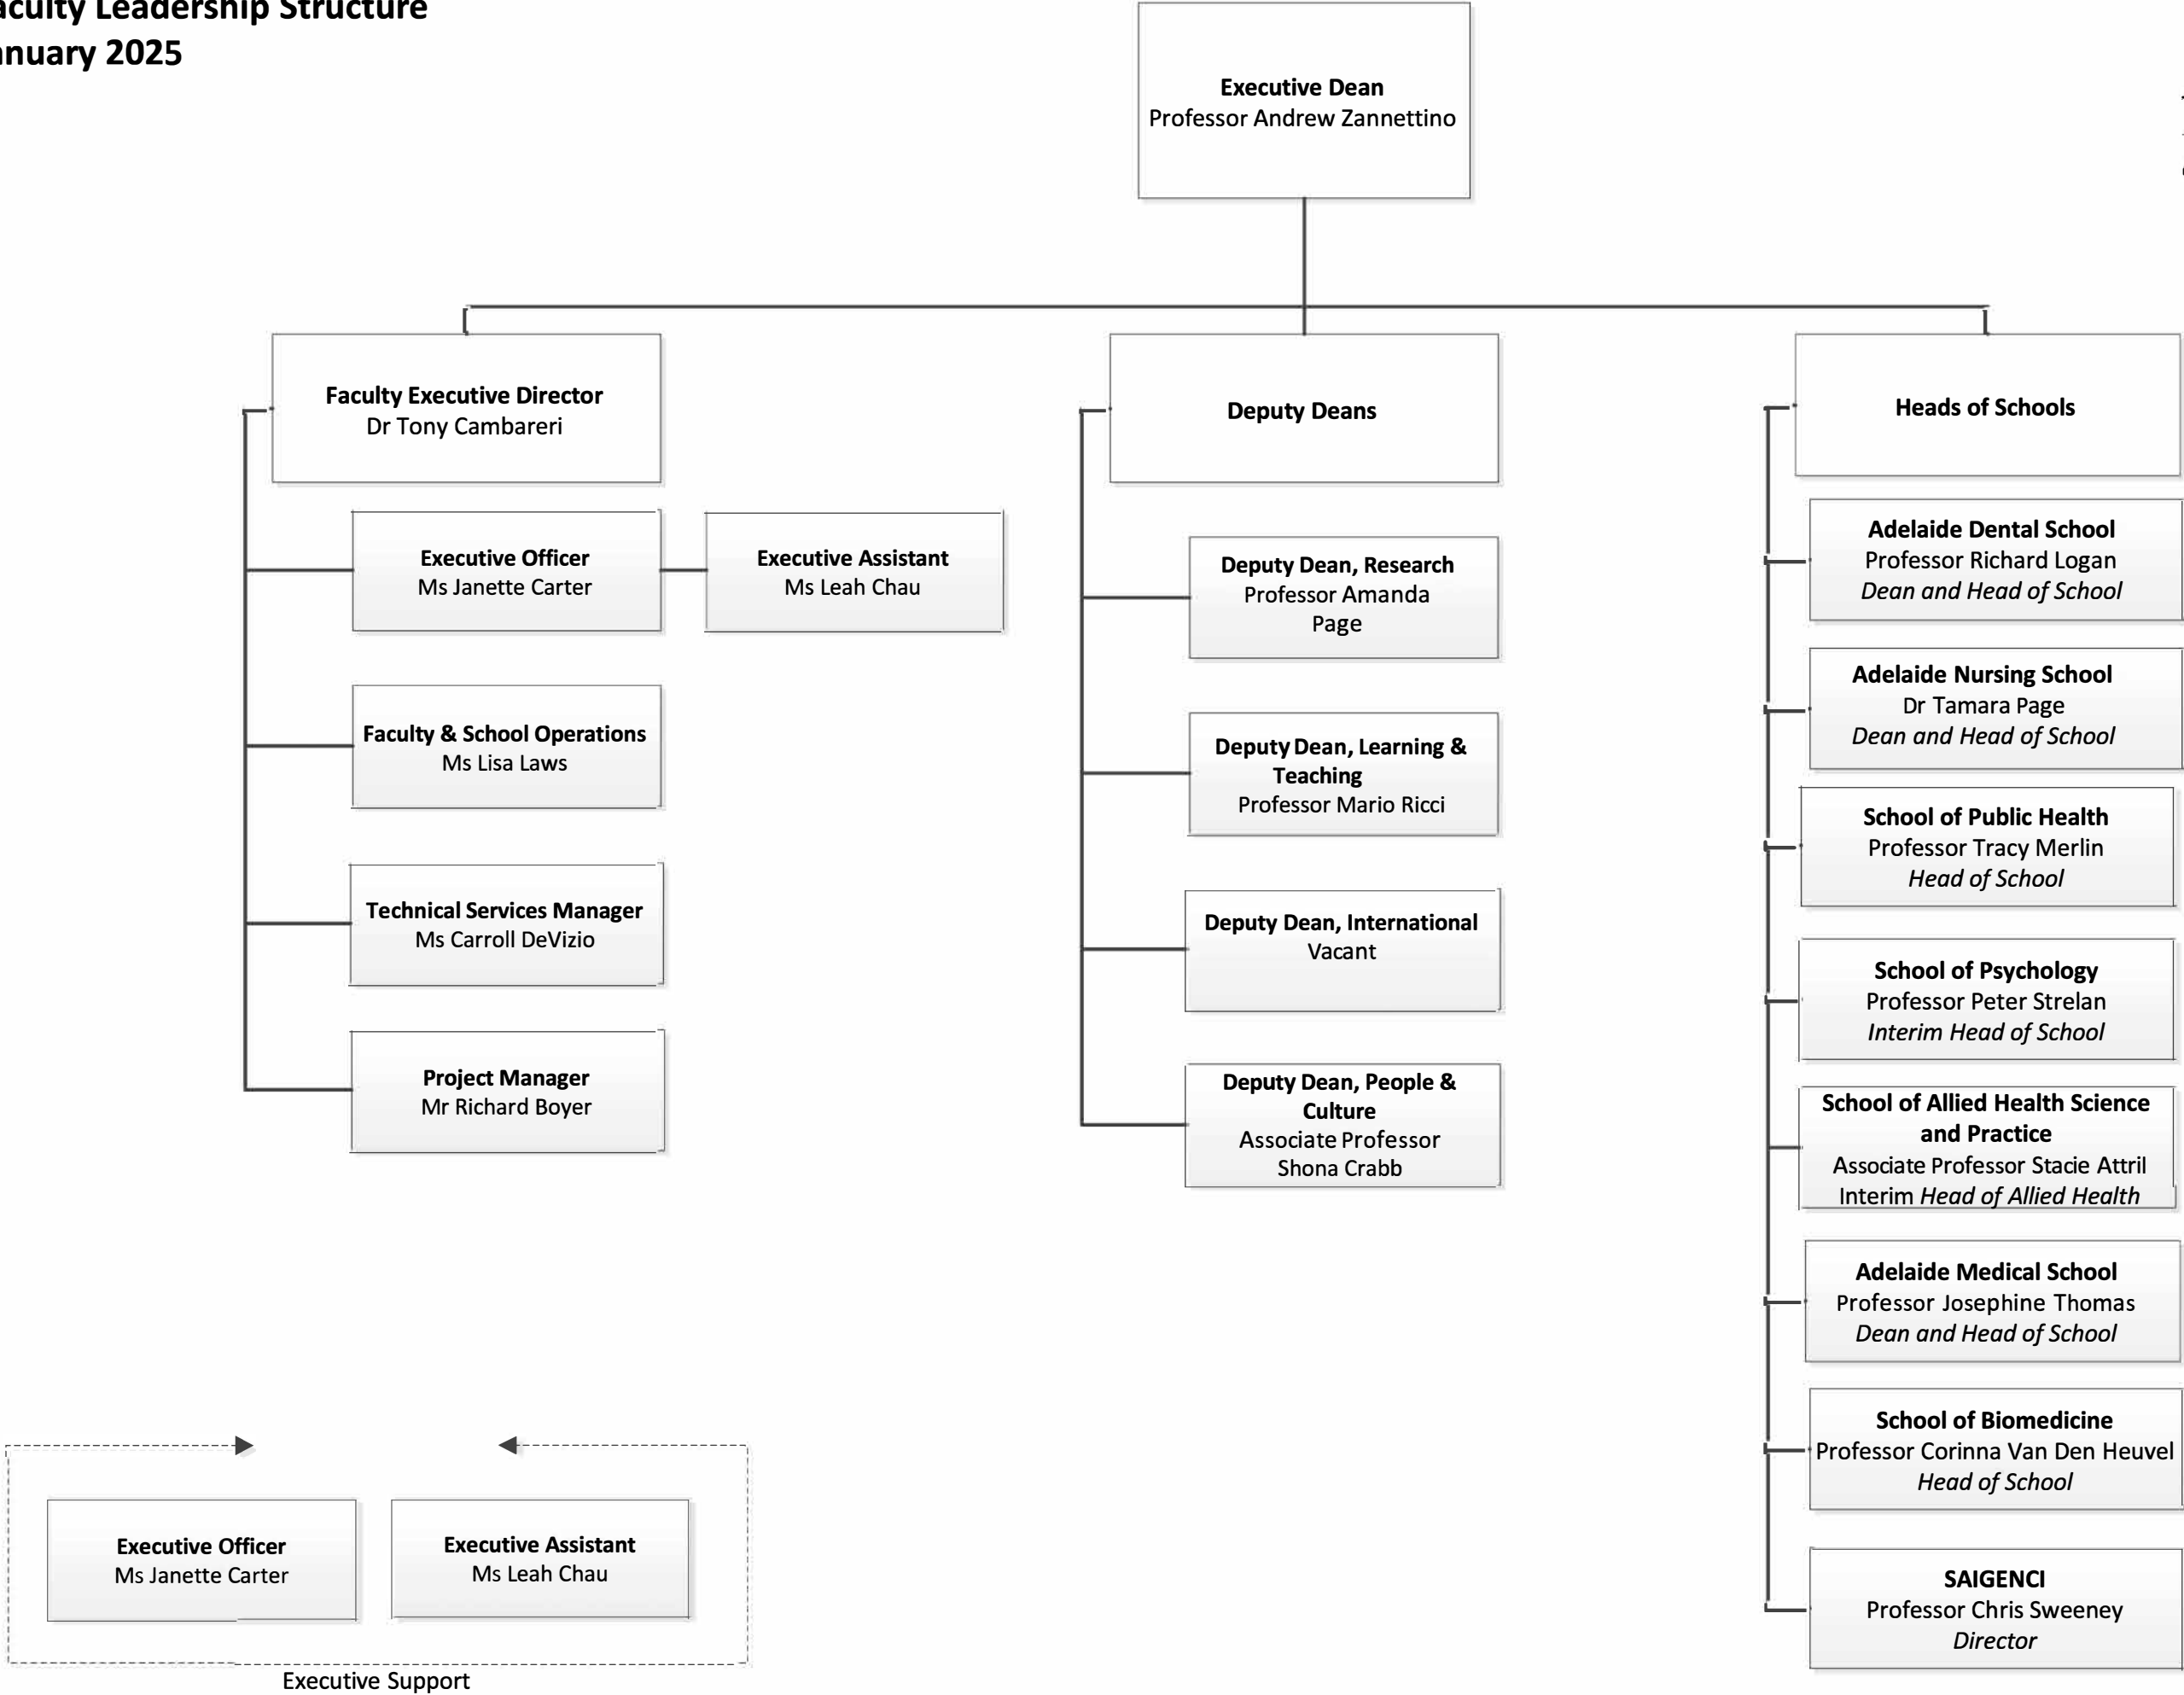 aculty Leadership Structure
anuary 2025
Executive Dean
Professor Andrew Zannettino
Faculty Executive Director
Dr Tony Cambareri
Executive Officer
Ms Janette Carter
Executive Assistant
Ms Leah Chau
Faculty & School Operations
Ms Lisa Laws
Technical Services Manager
Ms Carroll DeVizio
Project Manager
Mr Richard Boyer
Deputy Deans
Deputy Dean, Research
Professor Amanda
Page
Deputy Dean, Learning &
Teaching
Professor Mario Ricci
Deputy Dean, International
Vacant
Deputy Dean, People &
Culture
Associate Professor
Shona Crabb
Heads of Schools
Adelaide Dental School
Professor Richard Logan
Dean and Head of School
Adelaide Nursing School
Dr Tamara Page
Dean and Head of School
School of Public Health
Professor Tracy Merlin
Head of School
School of Psychology
Professor Peter Strelan
Interim Head of School
School of Allied Health Science
and Practice
Associate Professor Stacie Attril
Interim Head of Allied Health
Adelaide Medical School
Professor Josephine Thomas
Dean and Head of School
School of Biomedicine
Professor Corinna Van Den Heuvel
Head of School
SAIGENCI
Professor Chris Sweeney
Director
Executive Officer
Ms Janette Carter
Executive Assistant
Ms Leah Chau
Executive Support